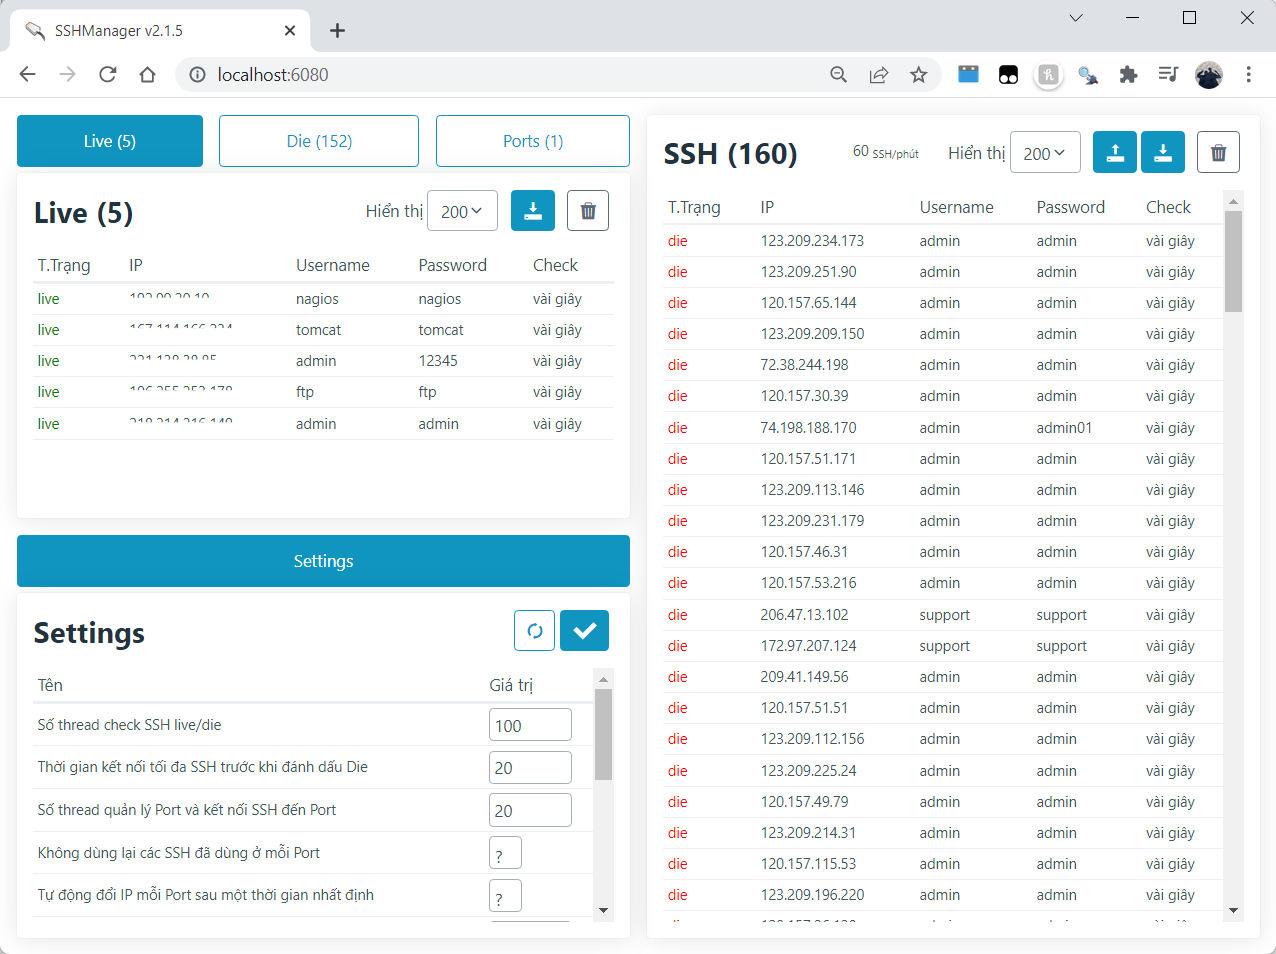 SSHManager v2.1.5
localhost:6080
Live (5)
Die (152)
Ports (1)
Live (5)
Hiển thị
200
T.Trạng IP Username Password Check
live nagios nagios vài giây
live tomcat tomcat vài giây
live admin 12345 vài giây
live ftp ftp vài giây
live admin admin vài giây
Settings
Settings
Tên Giá trị
Số thread check SSH live/die 100
Thời gian kết nối tối đa SSH trước khi đánh dấu Die 20
Số thread quản lý Port và kết nối SSH đến Port 20
Không dùng lại các SSH đã dùng ở mỗi Port ?
Tự động đổi IP mỗi Port sau một thời gian nhất định ?
SSH (160)
60 SSH/phút
Hiển thị
200
T.Trạng IP Username Password Check
die 123.209.234.173 admin admin vài giây
die 123.209.251.90 admin admin vài giây
die 120.157.65.144 admin admin vài giây
die 123.209.209.150 admin admin vài giây
die 72.38.244.198 admin admin vài giây
die 120.157.30.39 admin admin vài giây
die 74.198.188.170 admin admin01 vài giây
die 120.157.51.171 admin admin vài giây
die 123.209.113.146 admin admin vài giây
die 123.209.231.179 admin admin vài giây
die 120.157.46.31 admin admin vài giây
die 120.157.53.216 admin admin vài giây
die 206.47.13.102 support support vài giây
die 172.97.207.124 support support vài giây
die 209.41.149.56 admin admin vài giây
die 120.157.51.51 admin admin vài giây
die 123.209.112.156 admin admin vài giây
die 123.209.225.24 admin admin vài giây
die 120.157.49.79 admin admin vài giây
die 123.209.214.31 admin admin vài giây
die 120.157.115.53 admin admin vài giây
die 123.209.196.220 admin admin vài giây
die admin admin vài giây